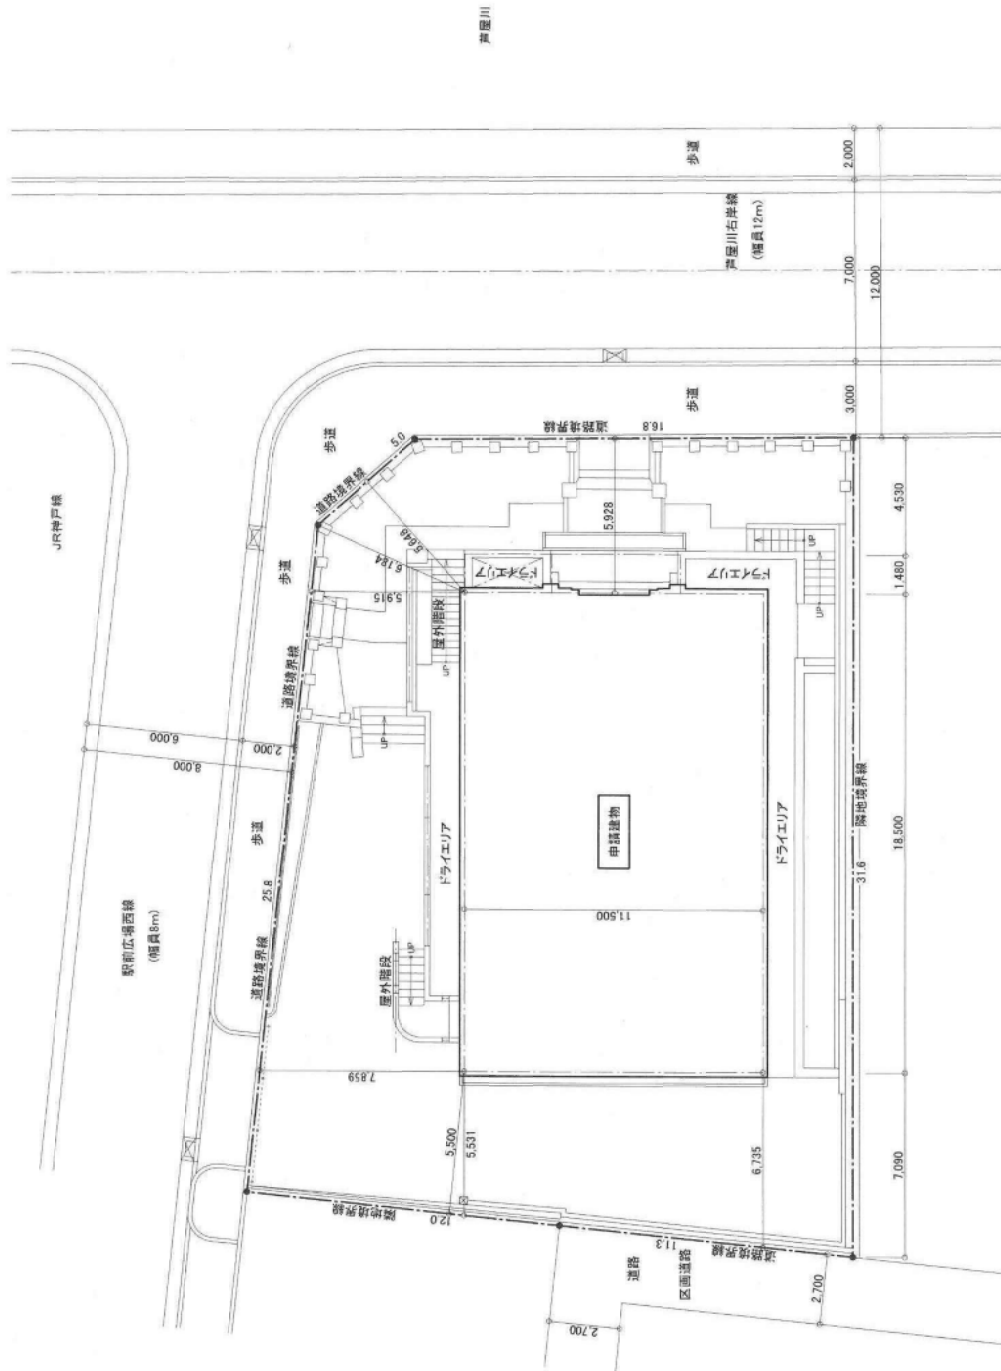 芦屋川
JR神戸線
駅前広場西線
(幅員8m)
歩道
歩道
歩道
歩道
歩道
芦屋川右岸線
(幅員12m)
2,000
7,000
12,000
3,000
道路境界線
16.8
5.0
道路境界線
道路境界線
道路境界線
25.8
6,000
2,000
8,000
5,648
6,184
5,915
5,928
ドライエリア
ドライエリア
屋外階段
UP
UP
UP
UP
屋外階段
UP
ドライエリア
ドライエリア
申請建物
11,500
7,859
5,500
5,531
6,735
隣地境界線
31.6
4,530
1,480
18,500
7,090
隣地境界線
12.0
11.3
道路境界線
道路
区画道路
2,700
2,700